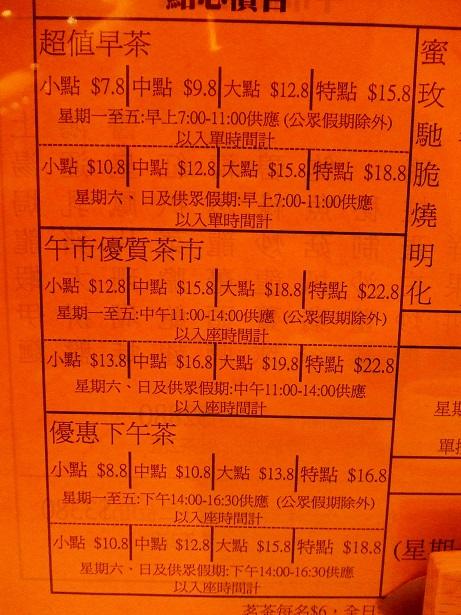 超值早茶
小點 $7.8 中點 $9.8 大點 $12.8 特點 $15.8
星期一至五:早上7:00-11:00供應 (公眾假期除外)
以入單時間計
小點 $10.8 中點 $12.8 大點 $15.8 特點 $18.8
星期六、日及供眾假期:早上7:00-11:00供應
以入單時間計
午市優質茶市
小點 $12.8 中點 $15.8 大點 $18.8 特點 $22.8
星期一至五:中午11:00-14:00供應 (公眾假期除外)
以入座時間計
小點 $13.8 中點 $16.8 大點 $19.8 特點 $22.8
星期六、日及供眾假期:中午11:00-14:00供應
以入座時間計
優惠下午茶
小點 $8.8 中點 $10.8 大點 $13.8 特點 $16.8
星期一至五:下午14:00-16:30供應 (公眾假期除外)
以入座時間計
小點 $10.8 中點 $12.8 大點 $15.8 特點 $18.8
星期六、日及供眾假期:下午14:00-16:30供應
以入座時間計
茗茶每名$6,全日
蜜
玫
馳
脆
燒
明
化
星期
單
(星期